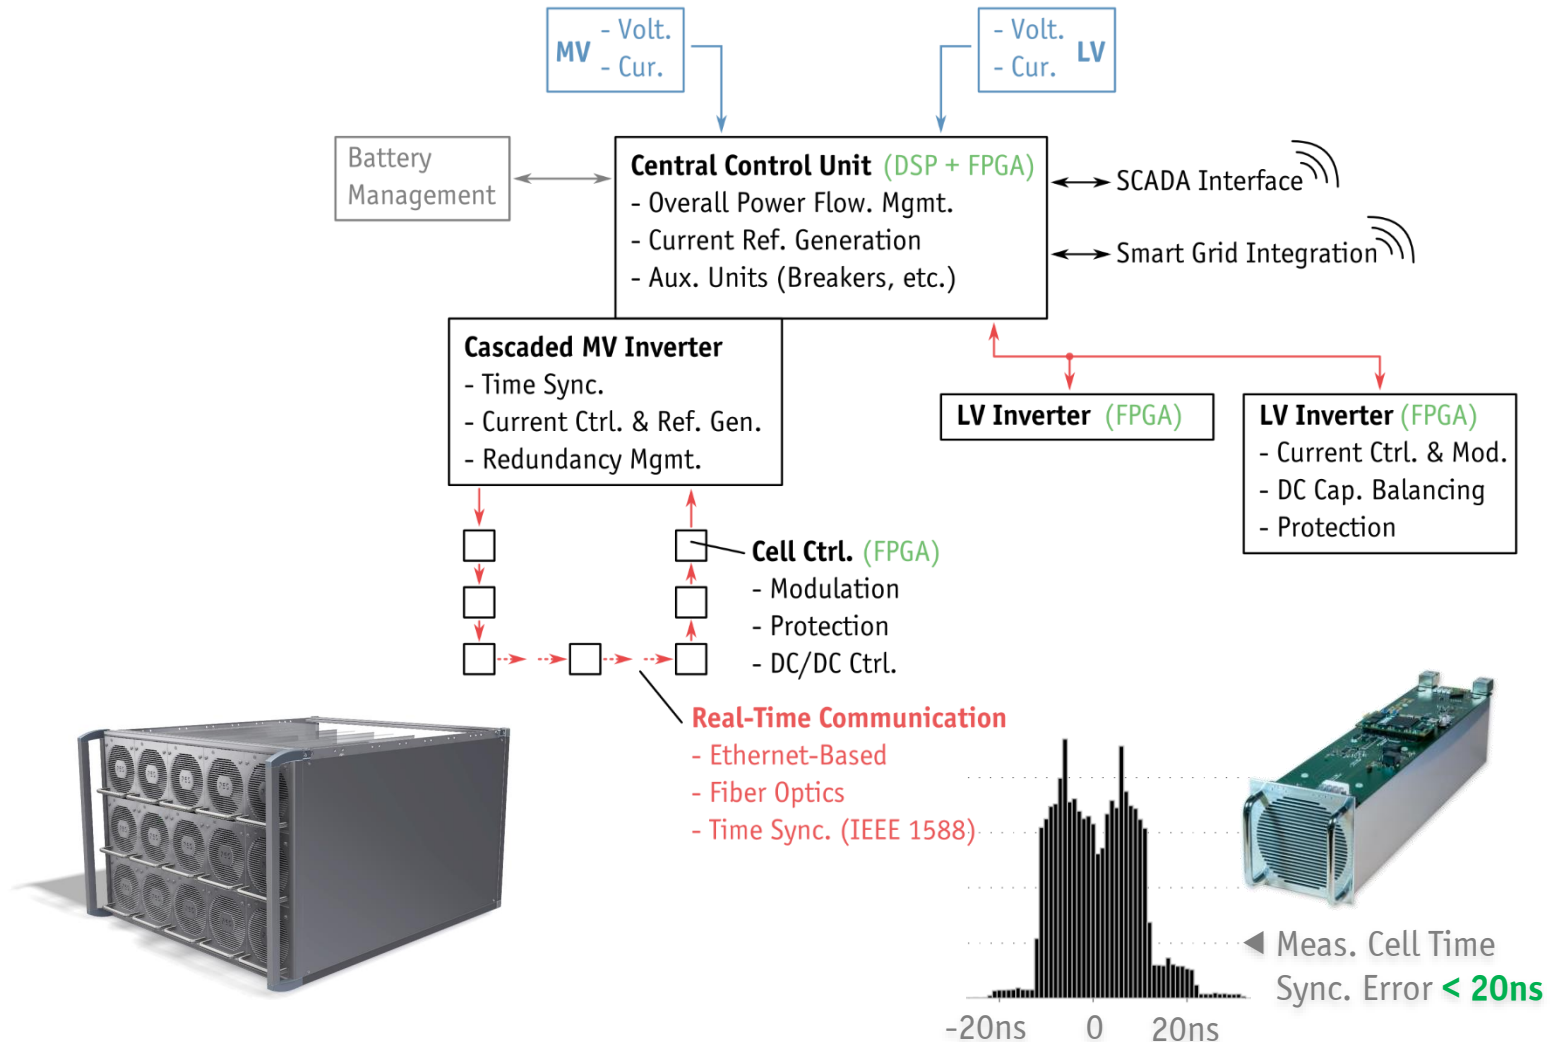 MV
- Volt.
- Cur.
- Volt.
- Cur.
LV
Battery
Management
Central Control Unit (DSP + FPGA)
- Overall Power Flow. Mgmt.
- Current Ref. Generation
- Aux. Units (Breakers, etc.)
SCADA Interface
Smart Grid Integration
Cascaded MV Inverter
- Time Sync.
- Current Ctrl. & Ref. Gen.
- Redundancy Mgmt.
LV Inverter (FPGA)
LV Inverter (FPGA)
- Current Ctrl. & Mod.
- DC Cap. Balancing
- Protection
Cell Ctrl. (FPGA)
- Modulation
- Protection
- DC/DC Ctrl.
Real-Time Communication
- Ethernet-Based
- Fiber Optics
- Time Sync. (IEEE 1588)
Meas. Cell Time
Sync. Error < 20ns
-20ns
0
20ns